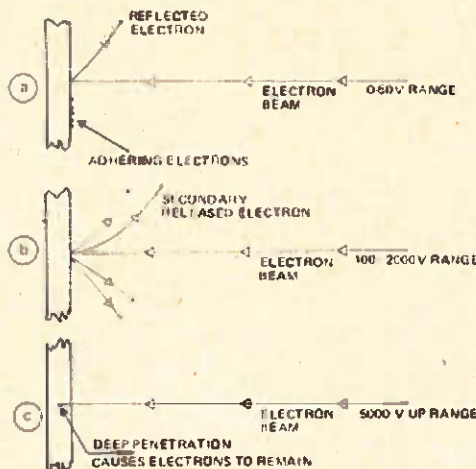 REFLECTED
ELECTRON
a
ELECTRON
BEAM
0-60V RANGE
ADHERING ELECTRONS
SECONDARY
RELEASED ELECTRON
b
ELECTRON
BEAM
100-2000V RANGE
c
ELECTRON
BEAM
5000 V UP RANGE
DEEP PENETRATION
CAUSES ELECTRONS TO REMAIN